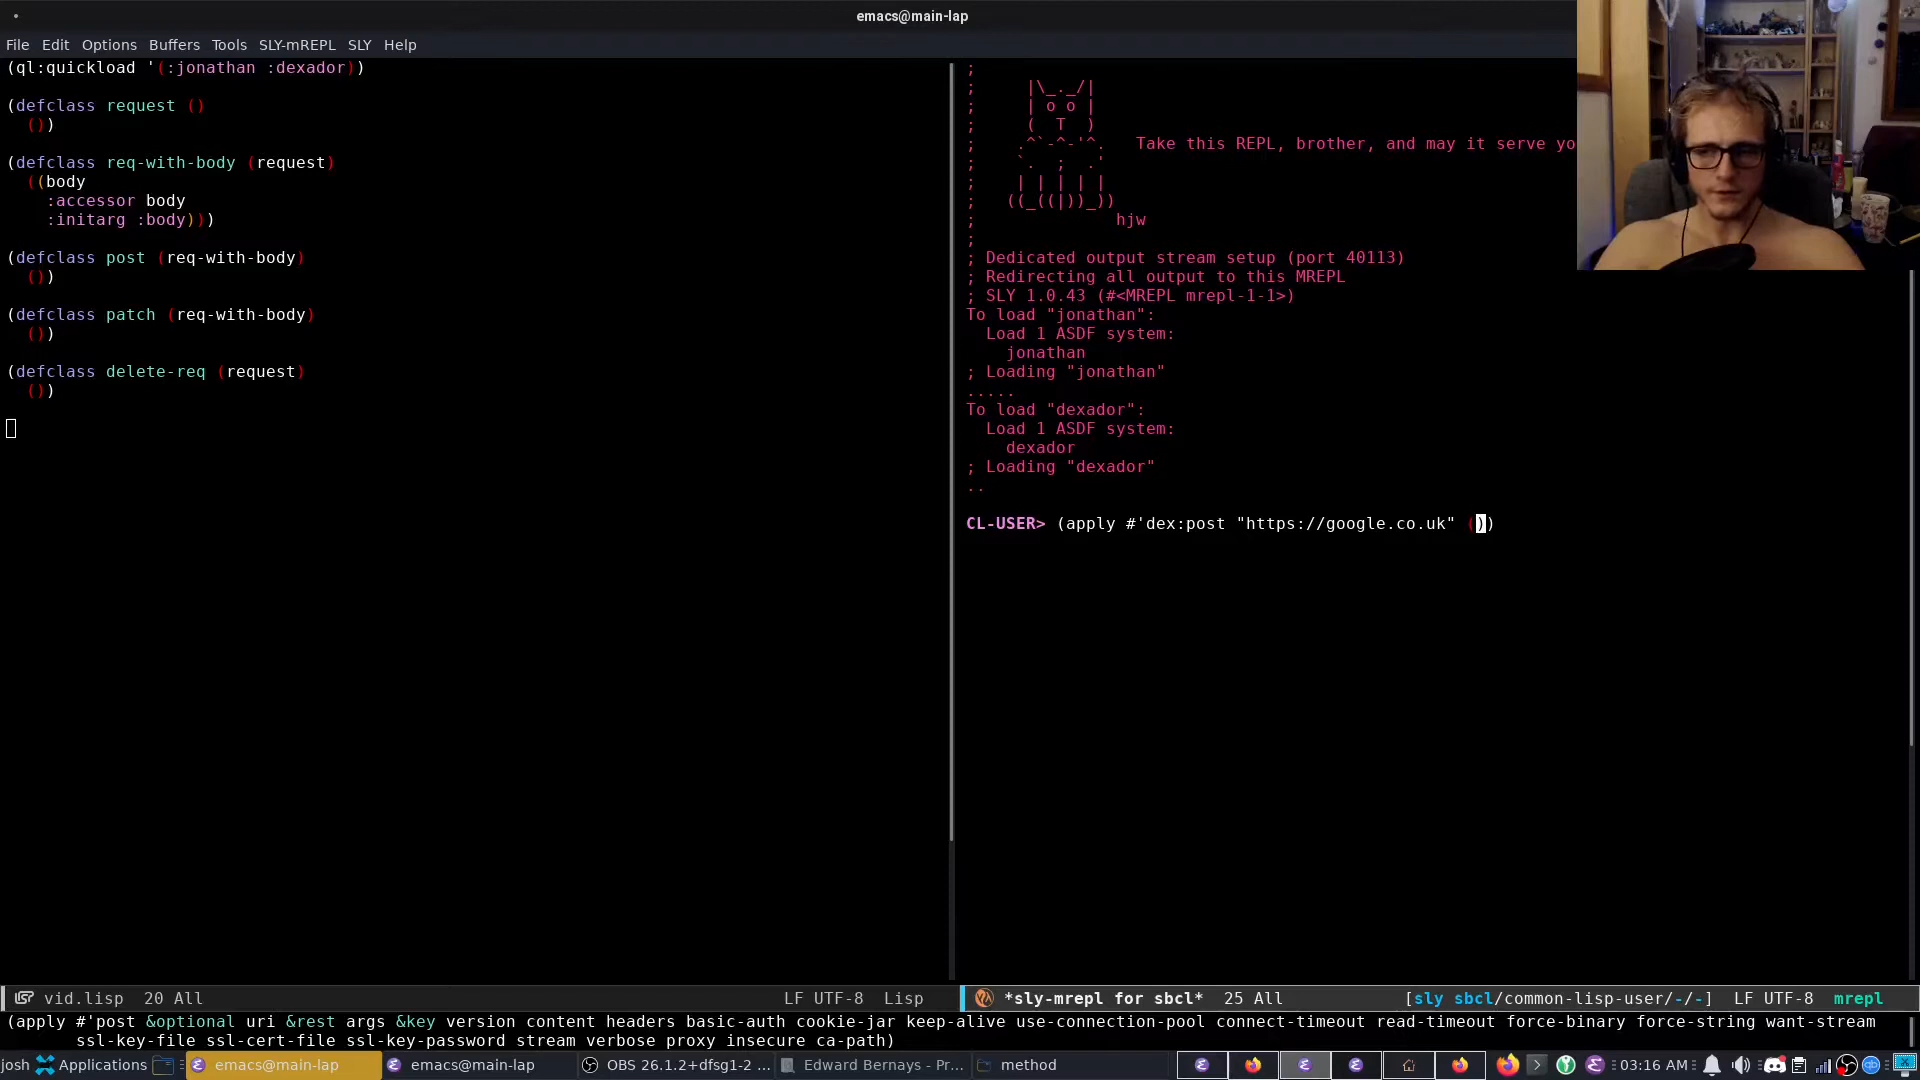 emacs@main-lap
File Edit Options Buffers Tools SLY-mREPL SLY Help
(ql:quickload '(:jonathan :dexador))
(defclass request ()
  ())
(defclass req-with-body (request)
  ((body
    :accessor body
    :initarg :body)))
(defclass post (req-with-body)
  ())
(defclass patch (req-with-body)
  ())
(defclass delete-req (request)
  ())
;
;     |\_._/|
;     | o o |
;     (  T  )
;    .^`-^-'^.   Take this REPL, brother, and may it serve yo
;    `.  ;  .'
;    | | | | |
;   ((_((|))_))
;              hjw
;
; Dedicated output stream setup (port 40113)
; Redirecting all output to this MREPL
; SLY 1.0.43 (#<MREPL mrepl-1-1>)
To load "jonathan":
  Load 1 ASDF system:
    jonathan
; Loading "jonathan"
.....
To load "dexador":
  Load 1 ASDF system:
    dexador
; Loading "dexador"
..
CL-USER> (apply #'dex:post "https://google.co.uk" ())
vid.lisp 20 All LF UTF-8 Lisp
*sly-mrepl for sbcl* 25 All [sly sbcl/common-lisp-user/-/-] LF UTF-8 mrepl
(apply #'post &optional uri &rest args &key version content headers basic-auth cookie-jar keep-alive use-connection-pool connect-timeout read-timeout force-binary force-string want-stream
       ssl-key-file ssl-cert-file ssl-key-password stream verbose proxy insecure ca-path)
josh Applications emacs@main-lap emacs@main-lap OBS 26.1.2+dfsg1-2 ... Edward Bernays - Pr... method 03:16 AM